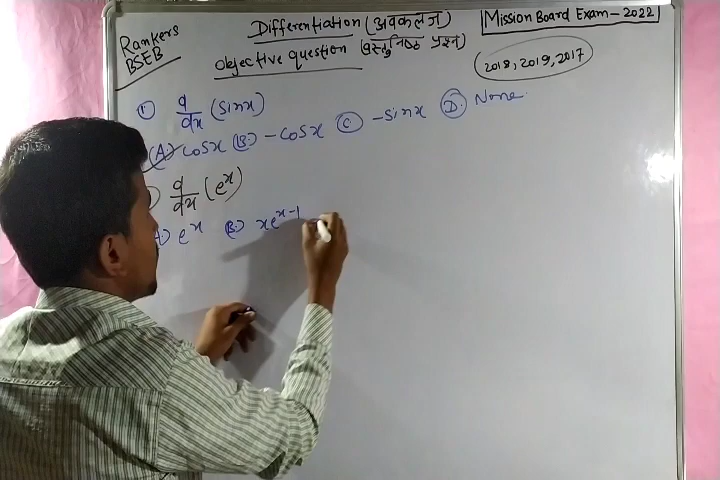 Rankers
BSEB
Differentiation (अवकलज)
objective question (वस्तुनिष्ठ प्रश्न)
Mission Board Exam-2022
2018, 2019, 2017
① d/dx (sinx)
(A) cosx (B) -cosx Ⓒ -sinx Ⓓ None
d/dx (e^x)
e^x (B) xe^x-1